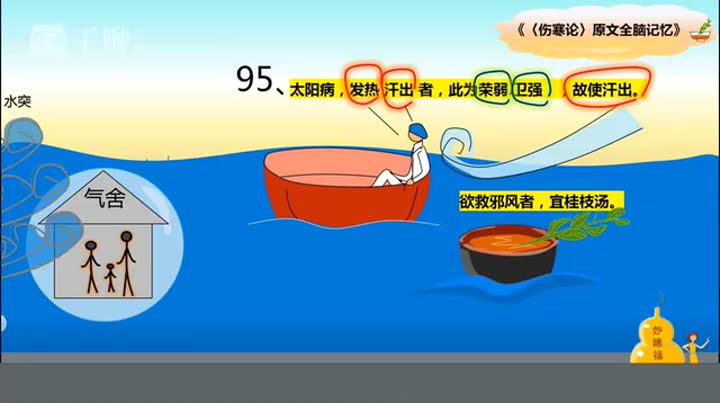 《〈伤寒论〉原文全脑记忆》
95、太阳病，发热汗出者，此为荣弱卫强，故使汗出。
水突
气舍
欲救邪风者，宜桂枝汤。
妙缘福